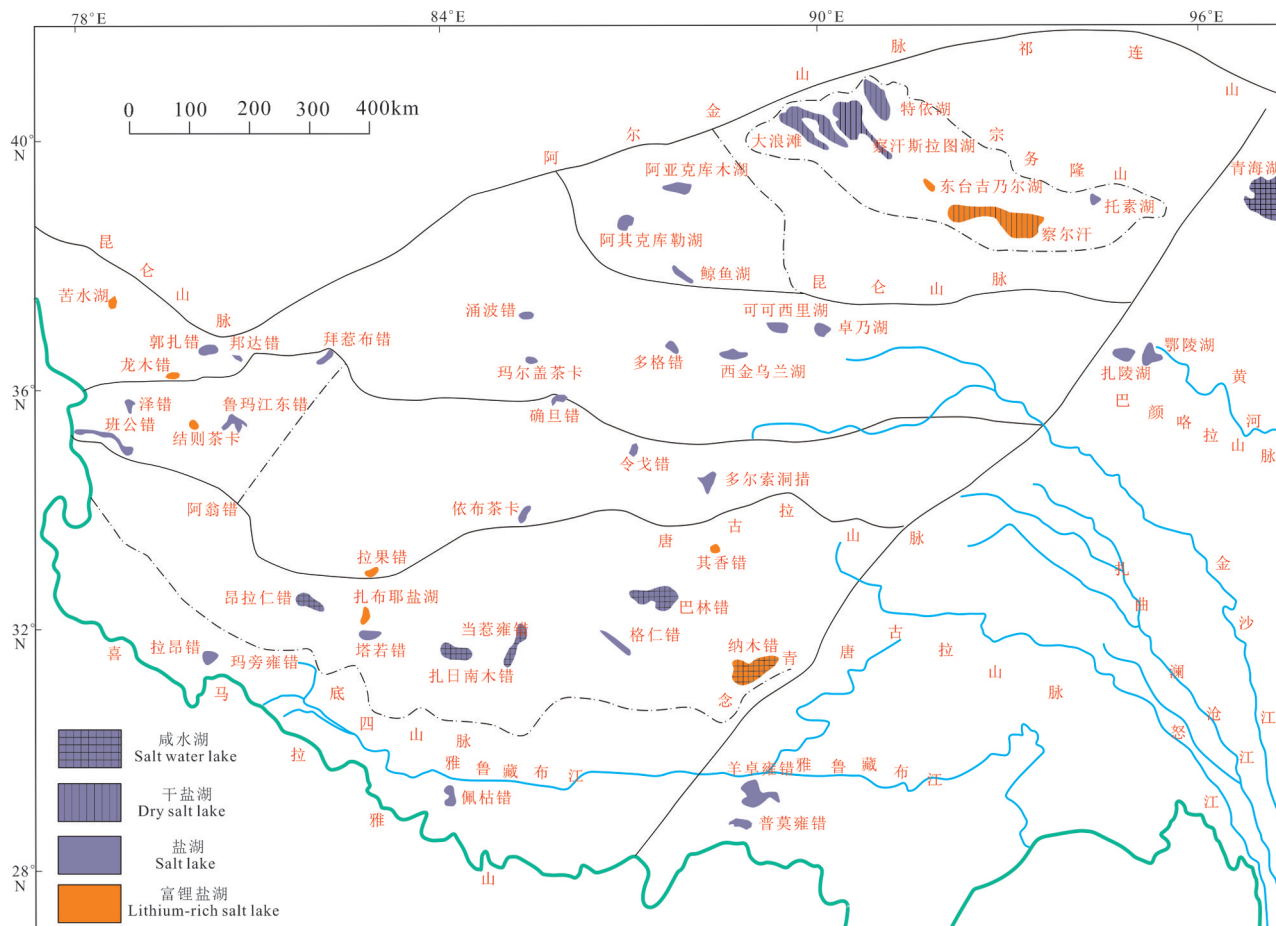 78°E
84°E
90°E
96°E
40°
N
36°
N
32°
N
28°
N
0
100
200
300
400km
阿尔金山脉
祁连山
宗务隆山
特依湖
大浪滩
察汗斯拉图湖
青海湖
阿亚克库木湖
东台吉乃尔湖
托素湖
阿其克库勒湖
察尔汗
鲸鱼湖
昆仑山脉
昆仑山脉
苦水湖
郭扎错
邦达错
拜惹布错
涌波错
可可西里湖
卓乃湖
龙木错
玛尔盖茶卡
多格错
西金乌兰湖
扎陵湖
鄂陵湖
黄河
巴颜喀拉山脉
泽错
鲁玛江东错
班公错
结则茶卡
确旦错
令戈错
多尔索洞措
阿翁错
依布茶卡
唐古拉山脉
拉果错
其香错
昂拉仁错
扎布耶盐湖
巴林错
当惹雍错
格仁错
塔若错
扎日南木错
纳木错
拉昂错
玛旁雍错
念青唐古拉山脉
扎曲
金沙江
澜沧江
怒江
喜马拉雅山
底四山脉
雅鲁藏布江
羊卓雍错
雅鲁藏布江
佩枯错
普莫雍错
咸水湖
Salt water lake
干盐湖
Dry salt lake
盐湖
Salt lake
富锂盐湖
Lithium-rich salt lake